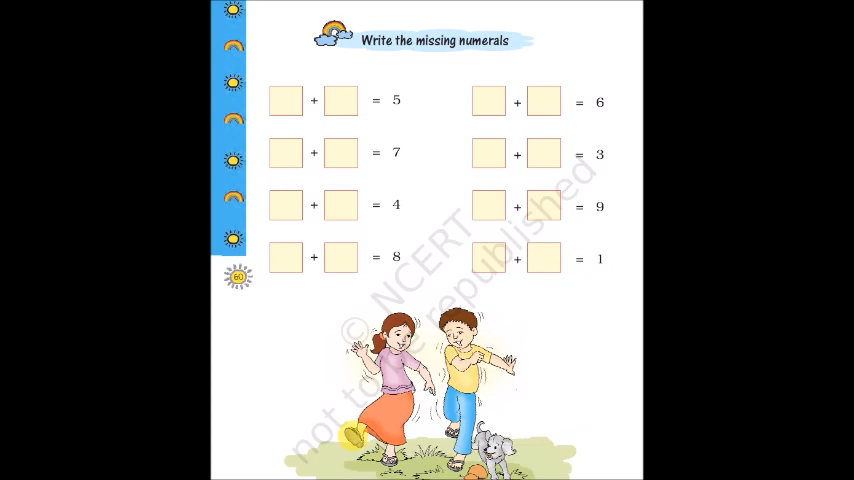 Write the missing numerals
+ = 5 + = 6
+ = 7 + = 3
+ = 4 + = 9
+ = 8 + = 1
60
© NCERT
not to be republished